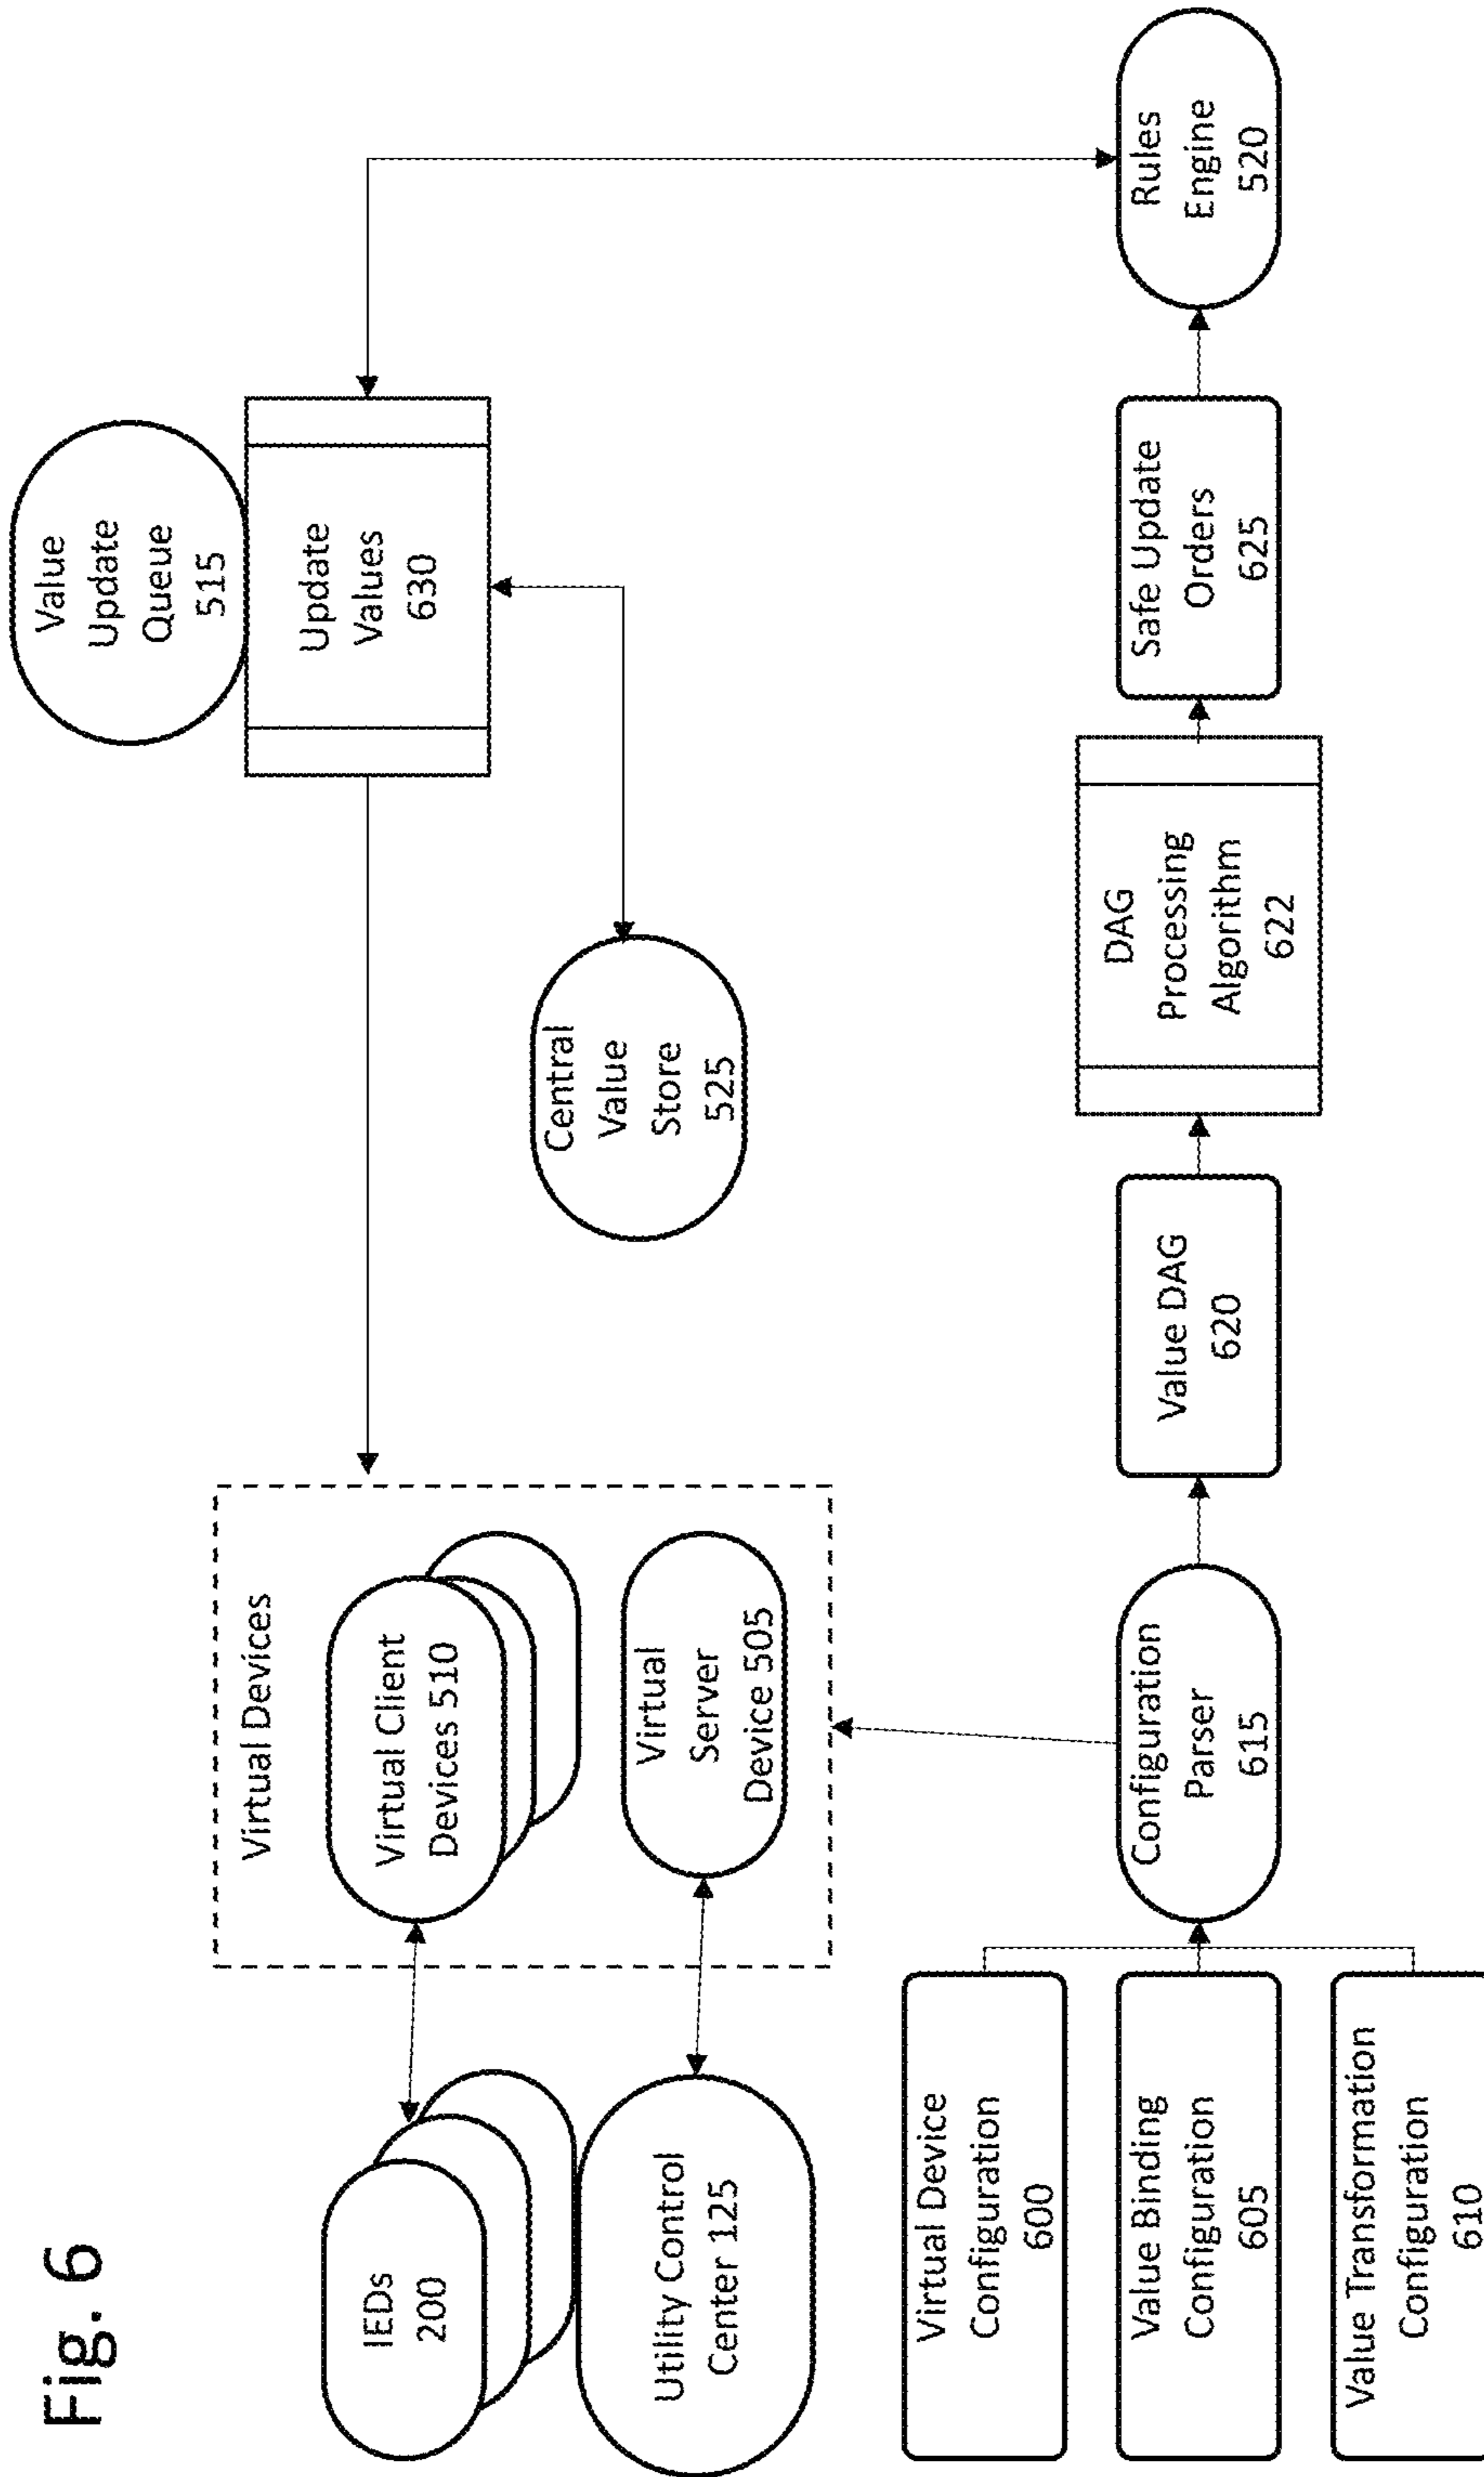 Fig. 6
IEDs
200
Utility Control
Center 125
Virtual Devices
Virtual Client
Devices 510
Virtual
Server
Device 505
Value
Update
Queue
515
Update
Values
630
Central
Value
Store
525
Virtual Device
Configuration
600
Value Binding
Configuration
605
Value Transformation
Configuration
610
Configuration
Parser
615
Value DAG
620
DAG
Processing
Algorithm
622
Safe Update
Orders
625
Rules
Engine
520